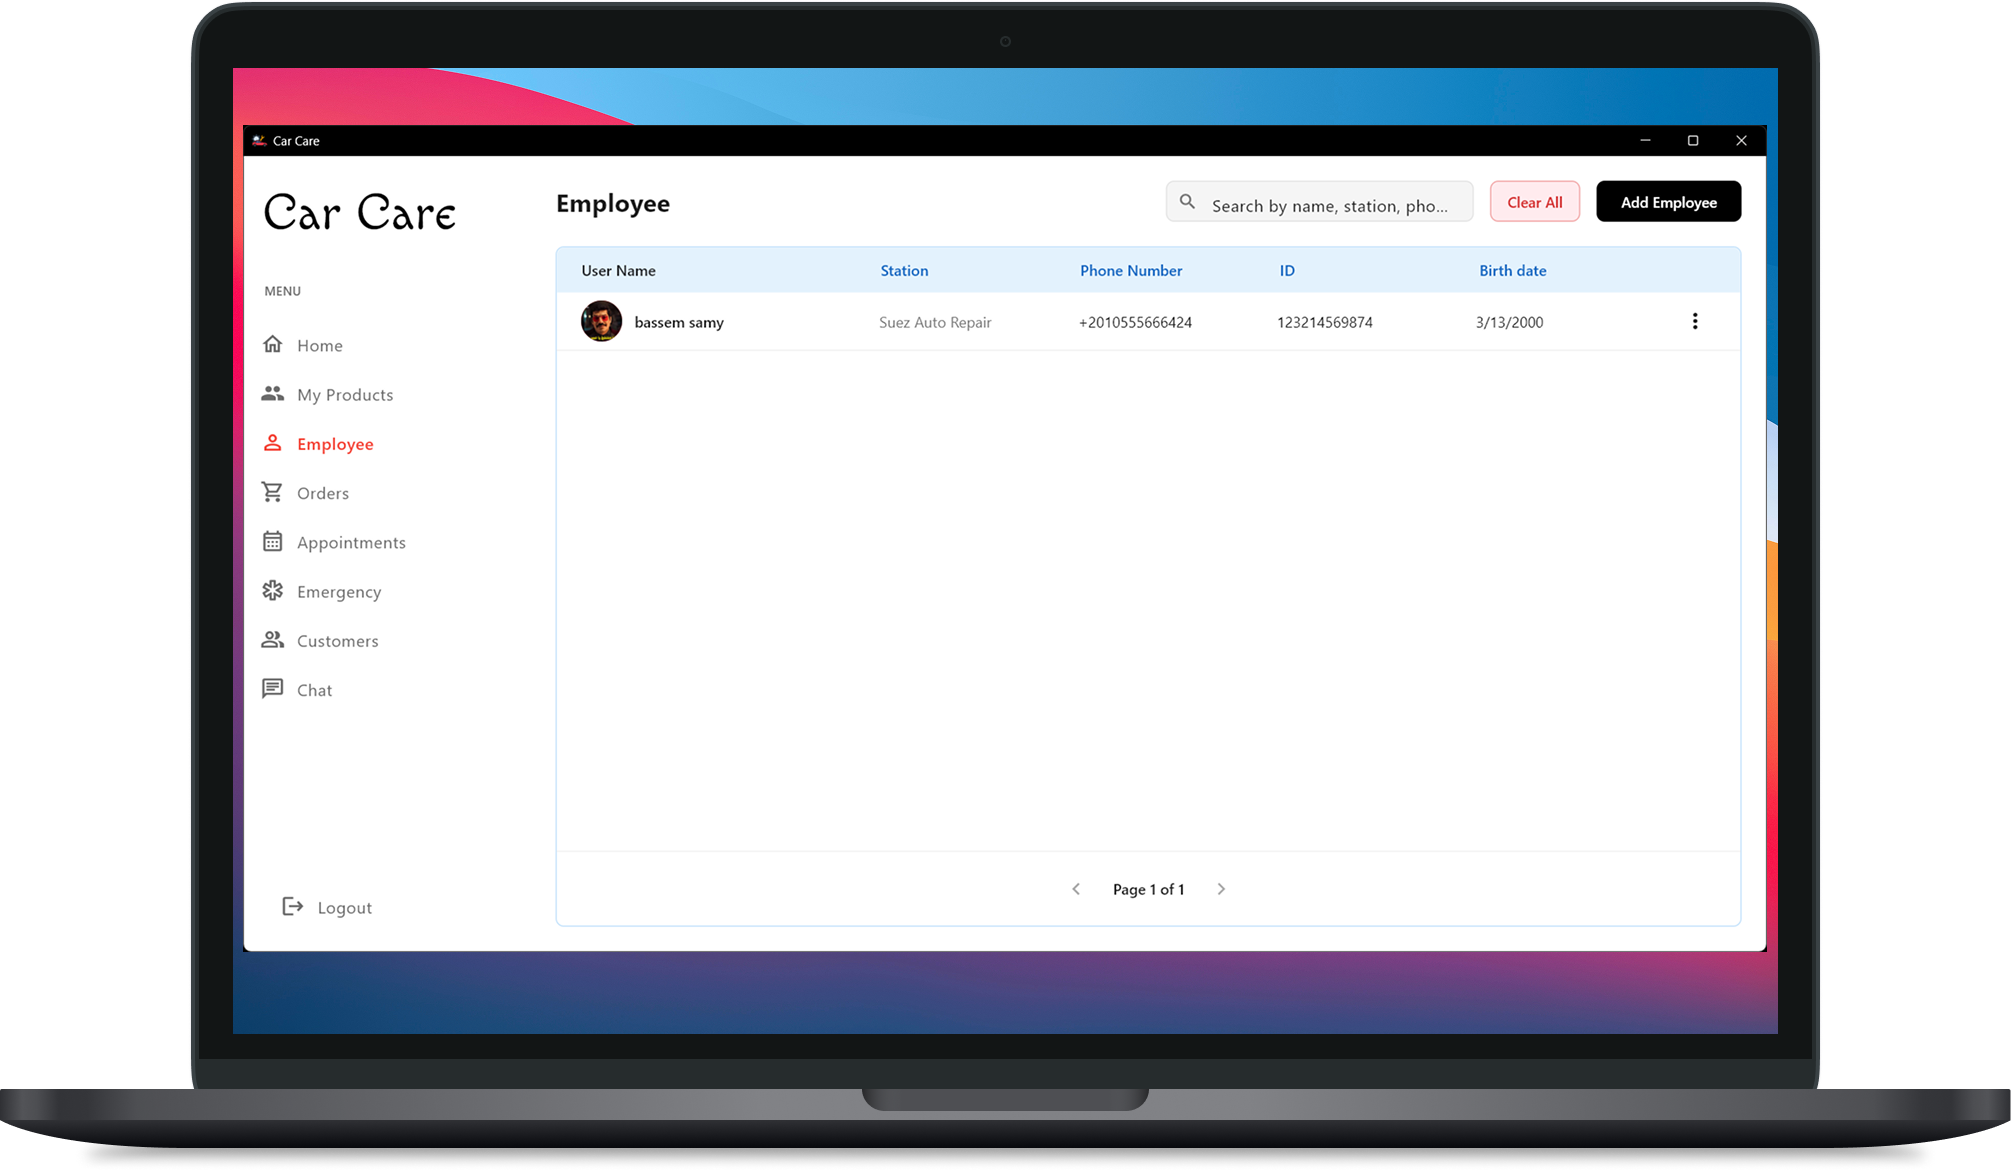 Car Care
Car Care
Employee
Search by name, station, pho...
Clear All
Add Employee
MENU
Home
My Products
Employee
Orders
Appointments
Emergency
Customers
Chat
Logout
User Name Station Phone Number ID Birth date
bassem samy Suez Auto Repair +2010555666424 123214569874 3/13/2000
Page 1 of 1